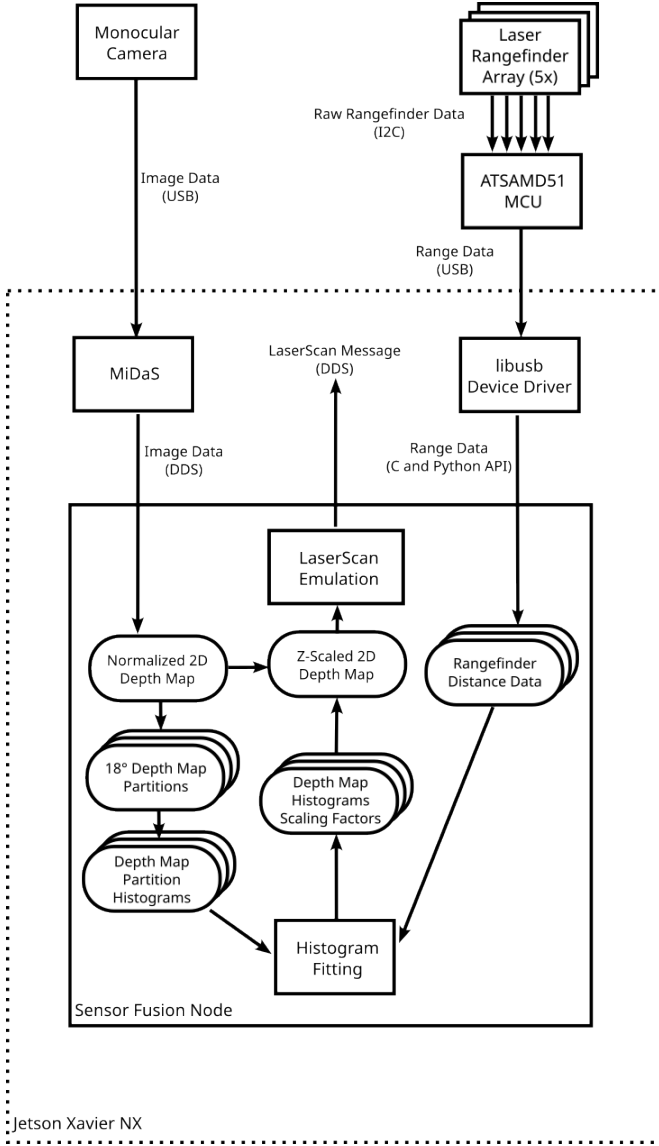 Monocular
Camera
Laser
Rangefinder
Array (5x)
Raw Rangefinder Data
(I2C)
ATSAMD51
MCU
Image Data
(USB)
Range Data
(USB)
MiDaS
LaserScan Message
(DDS)
libusb
Device Driver
Image Data
(DDS)
Range Data
(C and Python API)
LaserScan
Emulation
Normalized 2D
Depth Map
Z-Scaled 2D
Depth Map
Rangefinder
Distance Data
18° Depth Map
Partitions
Depth Map
Histograms
Scaling Factors
Depth Map
Partition
Histograms
Histogram
Fitting
Sensor Fusion Node
Jetson Xavier NX